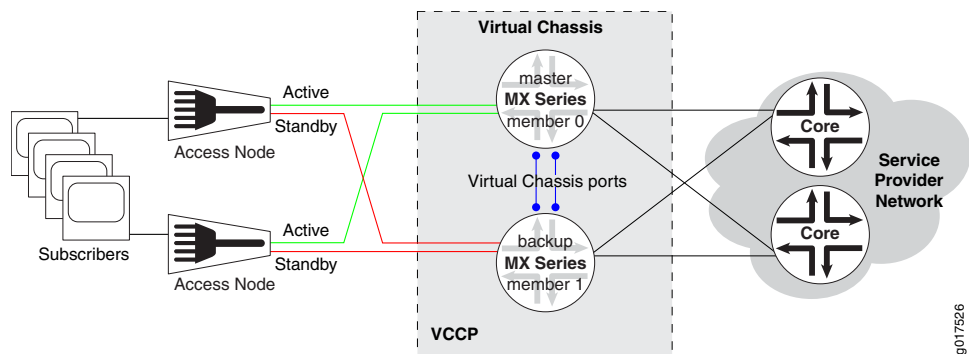 Virtual Chassis
master
MX Series
member 0
Active
Standby
Access Node
Core
Virtual Chassis ports
Service
Provider
Network
Active
Standby
Access Node
Subscribers
backup
MX Series
member 1
Core
VCCP
g017526